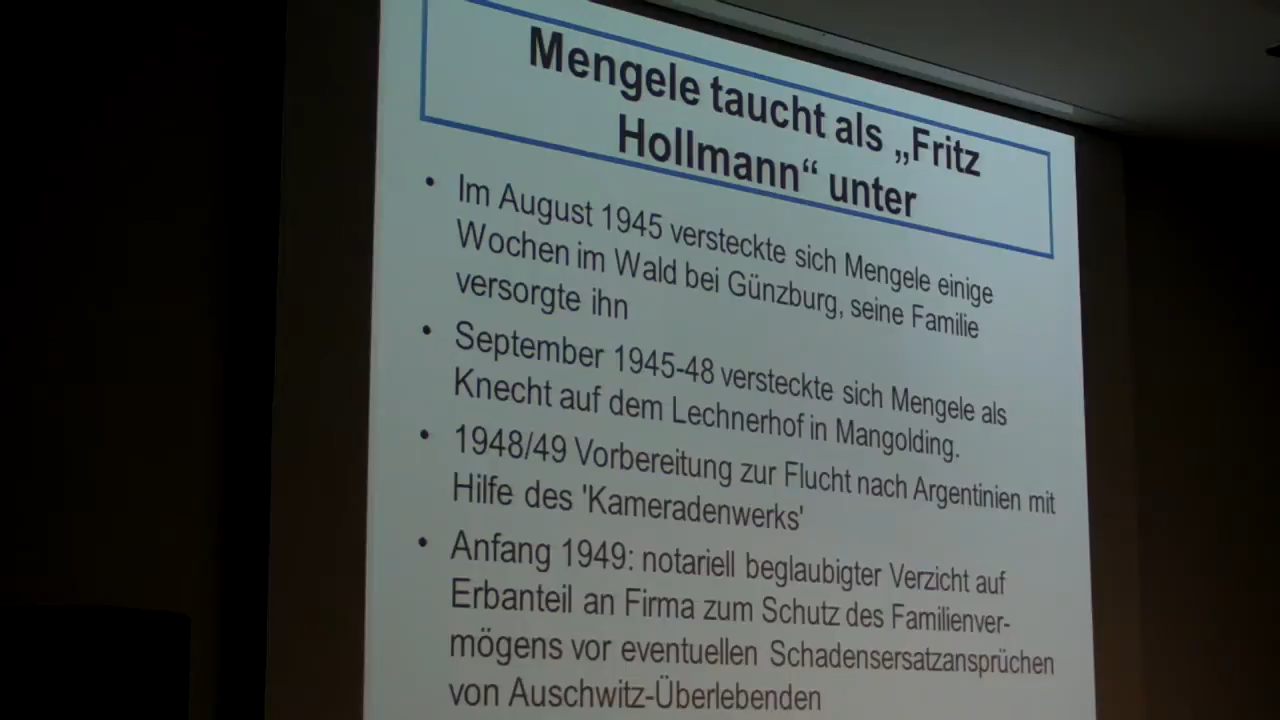 Mengele taucht als „Fritz
Hollmann“ unter
• Im August 1945 versteckte sich Mengele einige
Wochen im Wald bei Günzburg, seine Familie
versorgte ihn
• September 1945-48 versteckte sich Mengele als
Knecht auf dem Lechnerhof in Mangolding.
• 1948/49 Vorbereitung zur Flucht nach Argentinien mit
Hilfe des 'Kameradenwerks'
• Anfang 1949: notariell beglaubigter Verzicht auf
Erbanteil an Firma zum Schutz des Familienver-
mögens vor eventuellen Schadensersatzansprüchen
von Auschwitz-Überlebenden